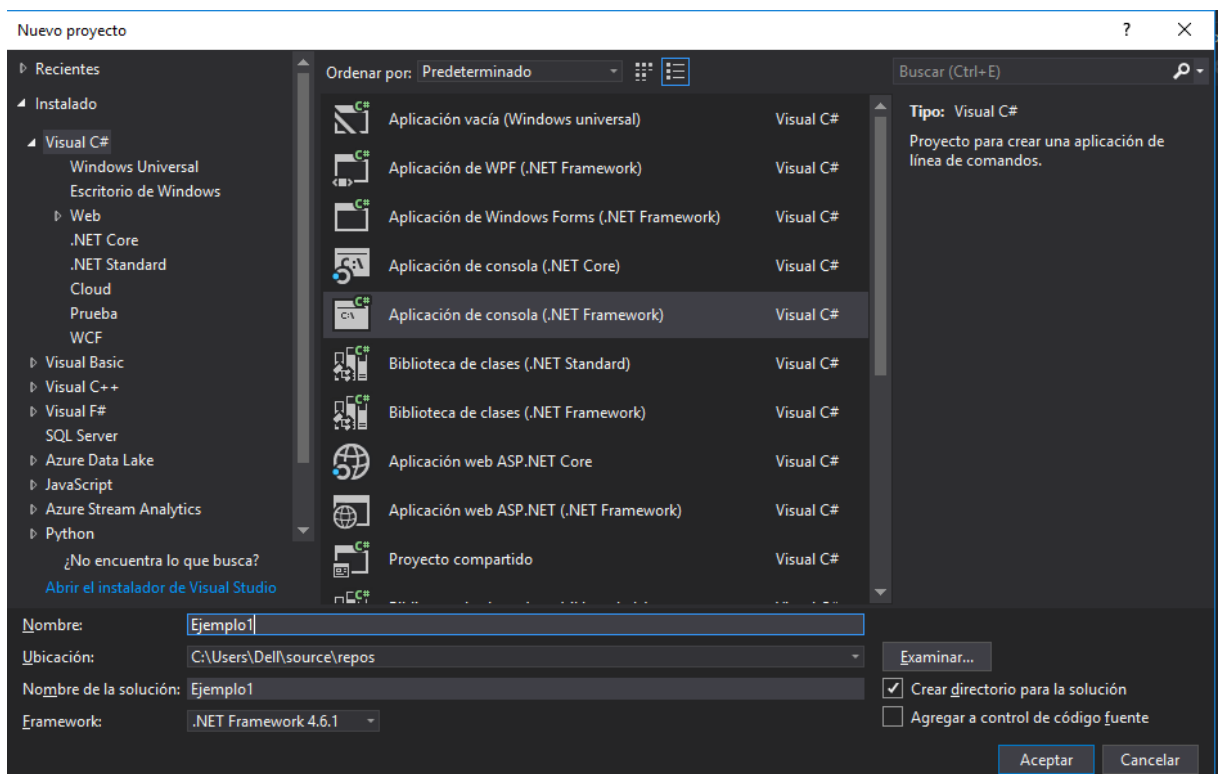 Nuevo proyecto
?
Recientes
Instalado
Visual C#
Windows Universal
Escritorio de Windows
Web
.NET Core
.NET Standard
Cloud
Prueba
WCF
Visual Basic
Visual C++
Visual F#
SQL Server
Azure Data Lake
JavaScript
Azure Stream Analytics
Python
¿No encuentra lo que busca?
Abrir el instalador de Visual Studio
Ordenar por: Predeterminado
Aplicación vacía (Windows universal) Visual C#
Aplicación de WPF (.NET Framework) Visual C#
Aplicación de Windows Forms (.NET Framework) Visual C#
Aplicación de consola (.NET Core) Visual C#
Aplicación de consola (.NET Framework) Visual C#
Biblioteca de clases (.NET Standard) Visual C#
Biblioteca de clases (.NET Framework) Visual C#
Aplicación web ASP.NET Core Visual C#
Aplicación web ASP.NET (.NET Framework) Visual C#
Proyecto compartido Visual C#
Buscar (Ctrl+E)
Tipo: Visual C#
Proyecto para crear una aplicación de
línea de comandos.
Nombre: Ejemplo1
Ubicación: C:\Users\Dell\source\repos
Examinar...
Nombre de la solución: Ejemplo1
Crear directorio para la solución
Framework: .NET Framework 4.6.1
Agregar a control de código fuente
Aceptar Cancelar